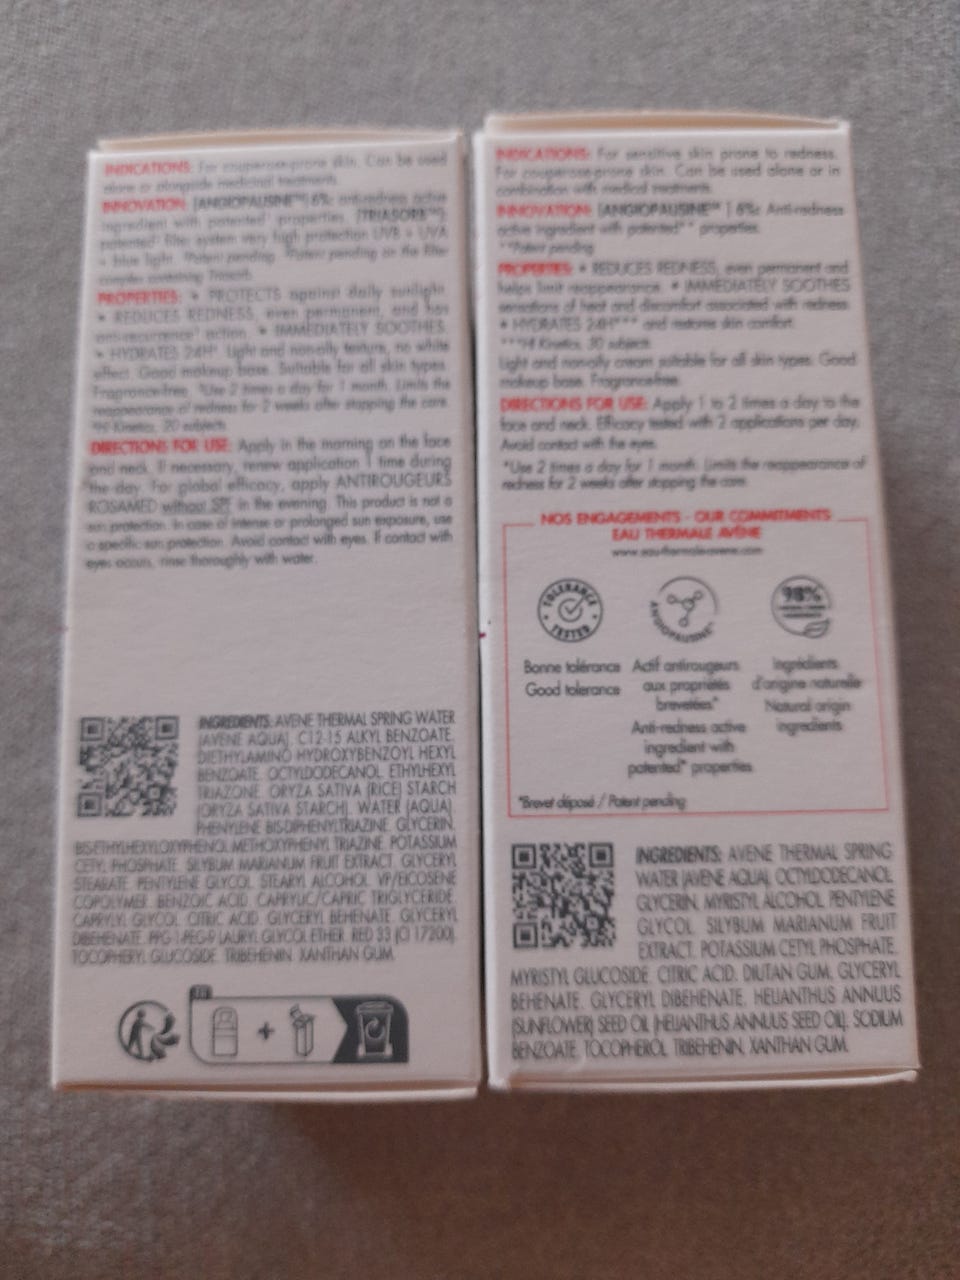 INDICATIONS: For couperose-prone skin. Can be used
alone or alongside medicinal treatments.
INNOVATION: [ANGIOPAUSINE™] 6%: anti-redness active
ingredient with patented¹ properties. [TRIASORB™]:
patented² filter system very high protection UVB + UVA
+ blue light. ¹Patent pending. ²Patent pending on the filter
complex containing Triasorb.
PROPERTIES: • PROTECTS against daily sunlight.
• REDUCES REDNESS, even permanent, and has
anti-recurrence³ action. • IMMEDIATELY SOOTHES.
• HYDRATES 24H⁴. Light and non-oily texture, no white
effect. Good makeup base. Suitable for all skin types.
Fragrance-free. ³Use 2 times a day for 1 month. Limits the
reappearance of redness for 2 weeks after stopping the care.
Kinetics, 20 subjects.
DIRECTIONS FOR USE: Apply in the morning on the face
and neck. If necessary, renew application 1 time during
the day. For global efficacy, apply ANTIROUGEURS
ROSAMED without SPF in the evening. This product is not a
sun protection. In case of intense or prolonged sun exposure, use
a specific sun protection. Avoid contact with eyes. If contact with
eyes occurs, rinse thoroughly with water.
INGREDIENTS: AVENE THERMAL SPRING WATER
(AVENE AQUA). C12-15 ALKYL BENZOATE.
DIETHYLAMINO HYDROXYBENZOYL HEXYL
BENZOATE. OCTYLDODECANOL. ETHYLHEXYL
TRIAZONE. ORYZA SATIVA (RICE) STARCH
(ORYZA SATIVA STARCH). WATER (AQUA).
PHENYLENE BIS-DIPHENYLTRIAZINE. GLYCERIN.
BIS-ETHYLHEXYLOXYPHENOL METHOXYPHENYL TRIAZINE. POTASSIUM
CETYL PHOSPHATE. SILYBUM MARIANUM FRUIT EXTRACT. GLYCERYL
STEARATE. PENTYLENE GLYCOL. STEARYL ALCOHOL. VP/EICOSENE
COPOLYMER. BENZOIC ACID. CAPRYLIC/CAPRIC TRIGLYCERIDE.
CAPRYLYL GLYCOL. CITRIC ACID. GLYCERYL BEHENATE. GLYCERYL
DIBEHENATE. PPG-1-PEG-9 LAURYL GLYCOL ETHER. RED 33 (CI 17200).
TOCOPHERYL GLUCOSIDE. TRIBEHENIN. XANTHAN GUM.
FR
+
INDICATIONS: For sensitive skin prone to redness.
For couperose-prone skin. Can be used alone or in
combination with medical treatments.
INNOVATION: [ANGIOPAUSINE™] 6%: Anti-redness
active ingredient with patented** properties.
**Patent pending
PROPERTIES: • REDUCES REDNESS, even permanent and
helps limit reappearance. • IMMEDIATELY SOOTHES
sensations of heat and discomfort associated with redness.
• HYDRATES 24H*** and restores skin comfort.
Kinetics, 30 subjects.
Light and non-oily cream, suitable for all skin types. Good
makeup base. Fragrance-free.
DIRECTIONS FOR USE: Apply 1 to 2 times a day to the
face and neck. Efficacy tested with 2 applications per day.
Avoid contact with the eyes.
*Use 2 times a day for 1 month. Limits the reappearance of
redness for 2 weeks after stopping the care.
NOS ENGAGEMENTS - OUR COMMITMENTS
EAU THERMALE AVÈNE
www.eau-thermale-avene.com
TOLERANCE TESTED
ANGIOPAUSINE™
98%
Bonne tolérance
Good tolerance
Actif antirougeurs
aux propriétés
brevetées*
Anti-redness active
ingredient with
patented* properties
Ingrédients
d'origine naturelle
Natural origin
ingredients
*Brevet déposé / Patent pending
INGREDIENTS: AVENE THERMAL SPRING
WATER (AVENE AQUA). OCTYLDODECANOL.
GLYCERIN. MYRISTYL ALCOHOL. PENTYLENE
GLYCOL. SILYBUM MARIANUM FRUIT
EXTRACT. POTASSIUM CETYL PHOSPHATE.
MYRISTYL GLUCOSIDE. CITRIC ACID. DIUTAN GUM. GLYCERYL
BEHENATE. GLYCERYL DIBEHENATE. HELIANTHUS ANNUUS
(SUNFLOWER) SEED OIL (HELIANTHUS ANNUUS SEED OIL). SODIUM
BENZOATE. TOCOPHEROL. TRIBEHENIN. XANTHAN GUM.